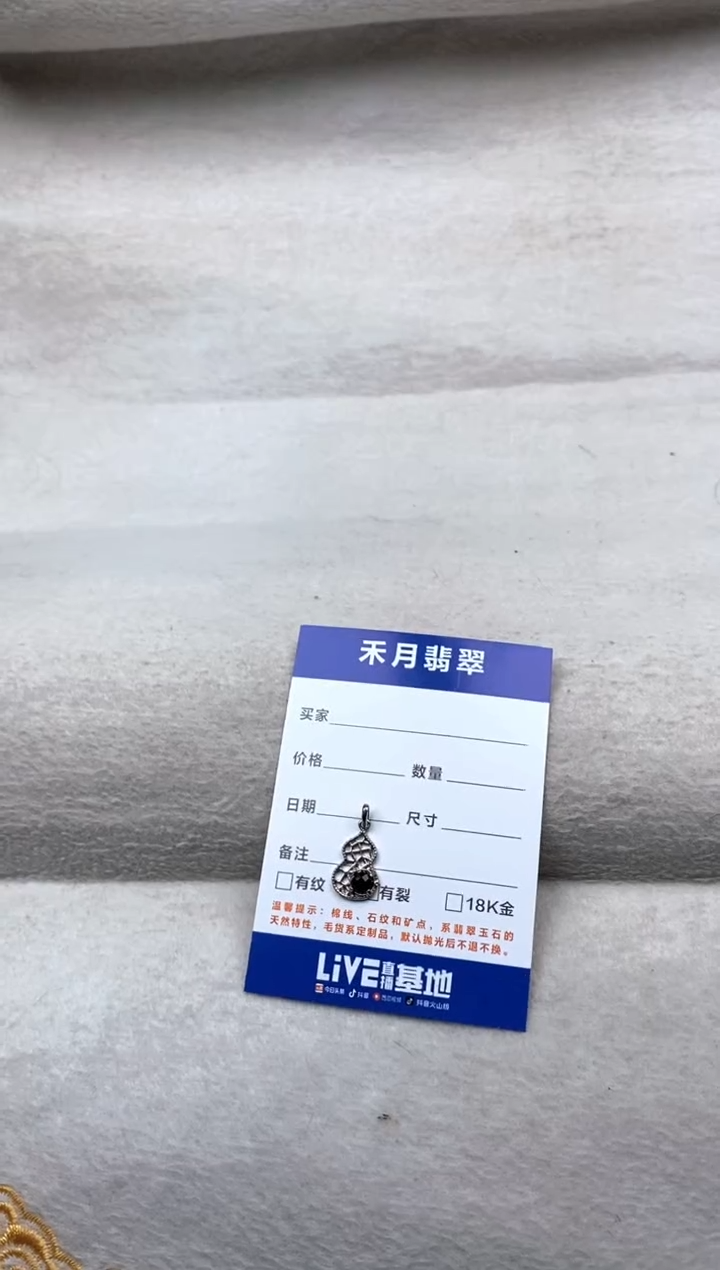 禾月翡翠
买家
价格 数量
日期 尺寸
备注
有纹 有裂 18K金
温馨提示：棉线、石纹和矿点，系翡翠玉石的
天然特性，毛货系定制品，默认抛光后不退不换。
LiVE直播基地
今日头条 抖音 西瓜视频 抖音火山版